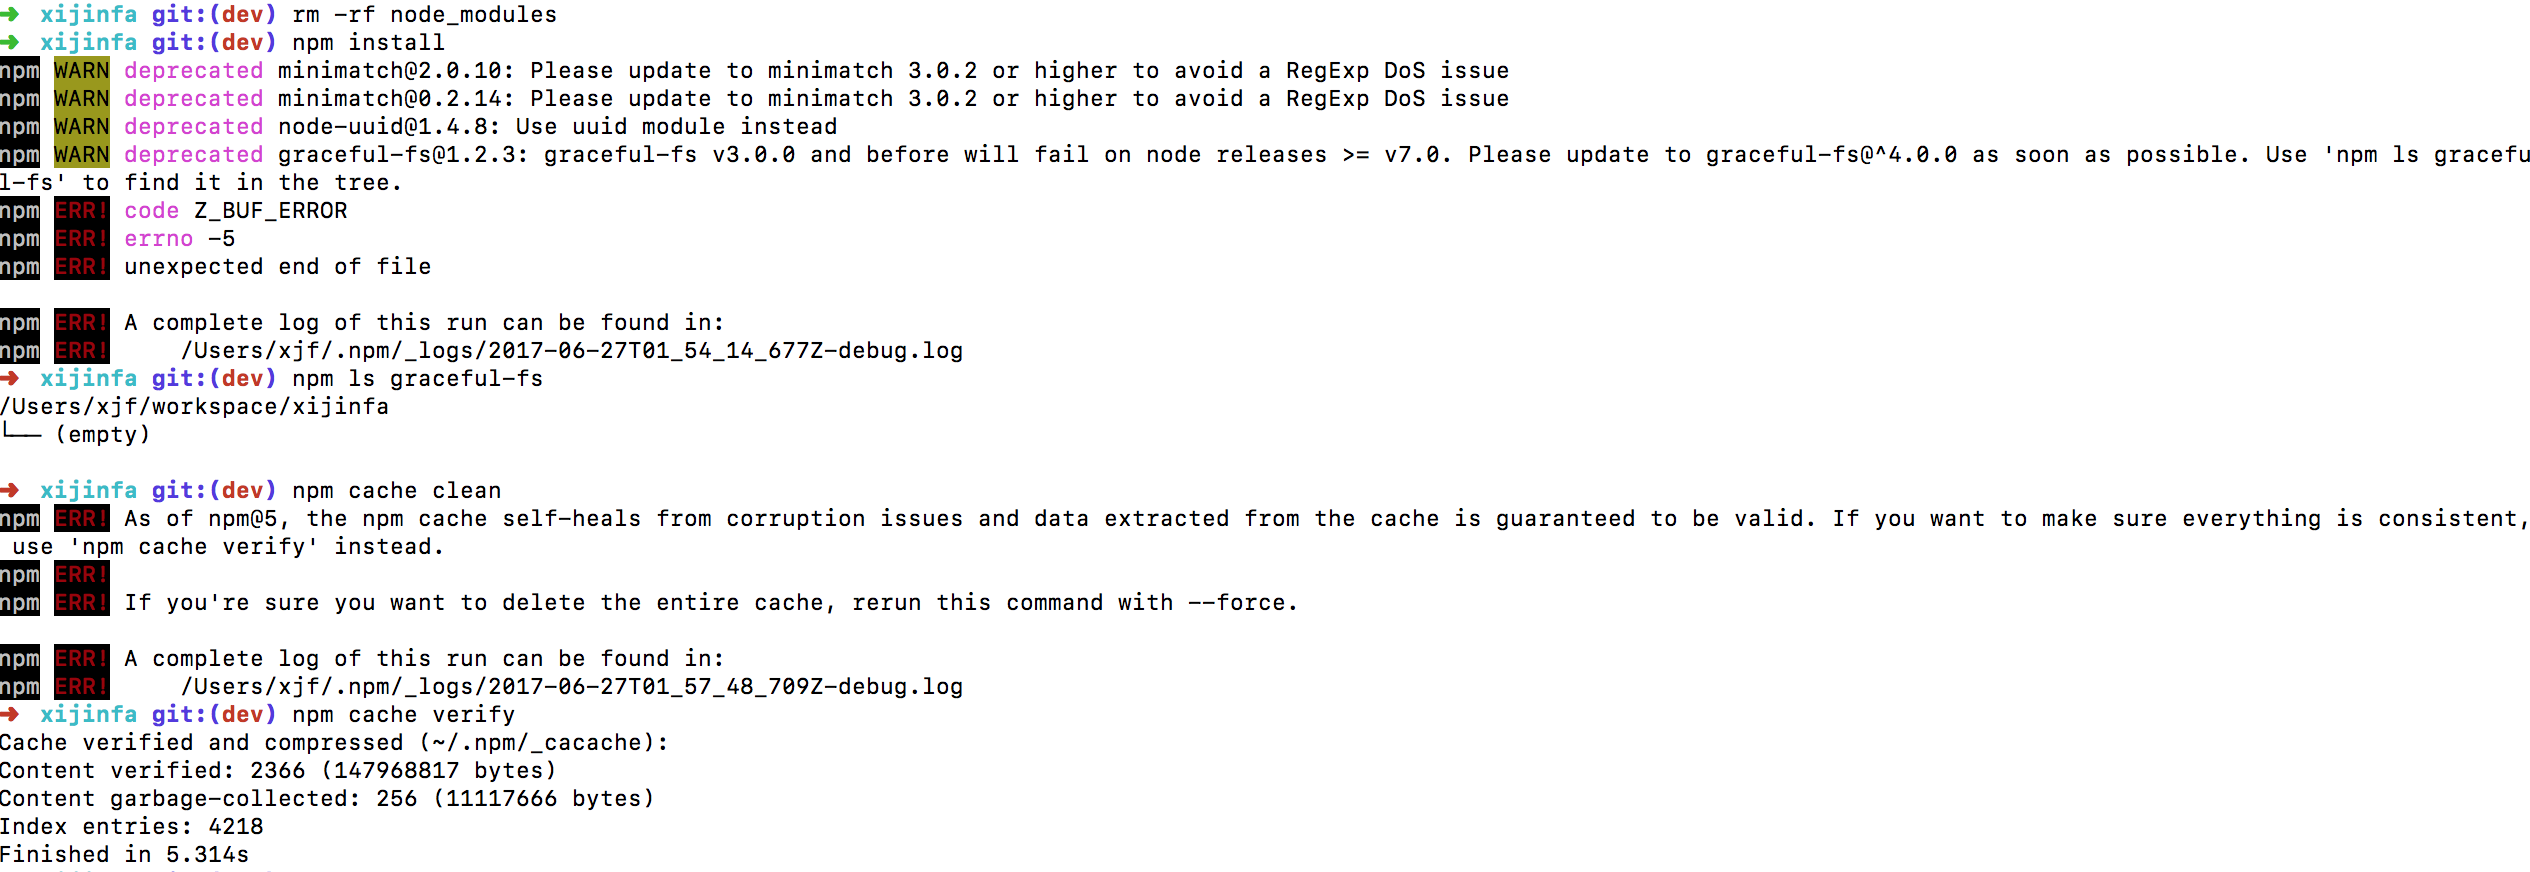 ➜  xijinfa git:(dev) rm -rf node_modules
➜  xijinfa git:(dev) npm install
npm WARN deprecated minimatch@2.0.10: Please update to minimatch 3.0.2 or higher to avoid a RegExp DoS issue
npm WARN deprecated minimatch@0.2.14: Please update to minimatch 3.0.2 or higher to avoid a RegExp DoS issue
npm WARN deprecated node-uuid@1.4.8: Use uuid module instead
npm WARN deprecated graceful-fs@1.2.3: graceful-fs v3.0.0 and before will fail on node releases >= v7.0. Please update to graceful-fs@^4.0.0 as soon as possible. Use 'npm ls gracefu
l-fs' to find it in the tree.
npm ERR! code Z_BUF_ERROR
npm ERR! errno -5
npm ERR! unexpected end of file
npm ERR! A complete log of this run can be found in:
npm ERR!     /Users/xjf/.npm/_logs/2017-06-27T01_54_14_677Z-debug.log
➜  xijinfa git:(dev) npm ls graceful-fs
/Users/xjf/workspace/xijinfa
└── (empty)
➜  xijinfa git:(dev) npm cache clean
npm ERR! As of npm@5, the npm cache self-heals from corruption issues and data extracted from the cache is guaranteed to be valid. If you want to make sure everything is consistent,
 use 'npm cache verify' instead.
npm ERR!
npm ERR! If you're sure you want to delete the entire cache, rerun this command with --force.
npm ERR! A complete log of this run can be found in:
npm ERR!     /Users/xjf/.npm/_logs/2017-06-27T01_57_48_709Z-debug.log
➜  xijinfa git:(dev) npm cache verify
Cache verified and compressed (~/.npm/_cacache):
Content verified: 2366 (147968817 bytes)
Content garbage-collected: 256 (11117666 bytes)
Index entries: 4218
Finished in 5.314s